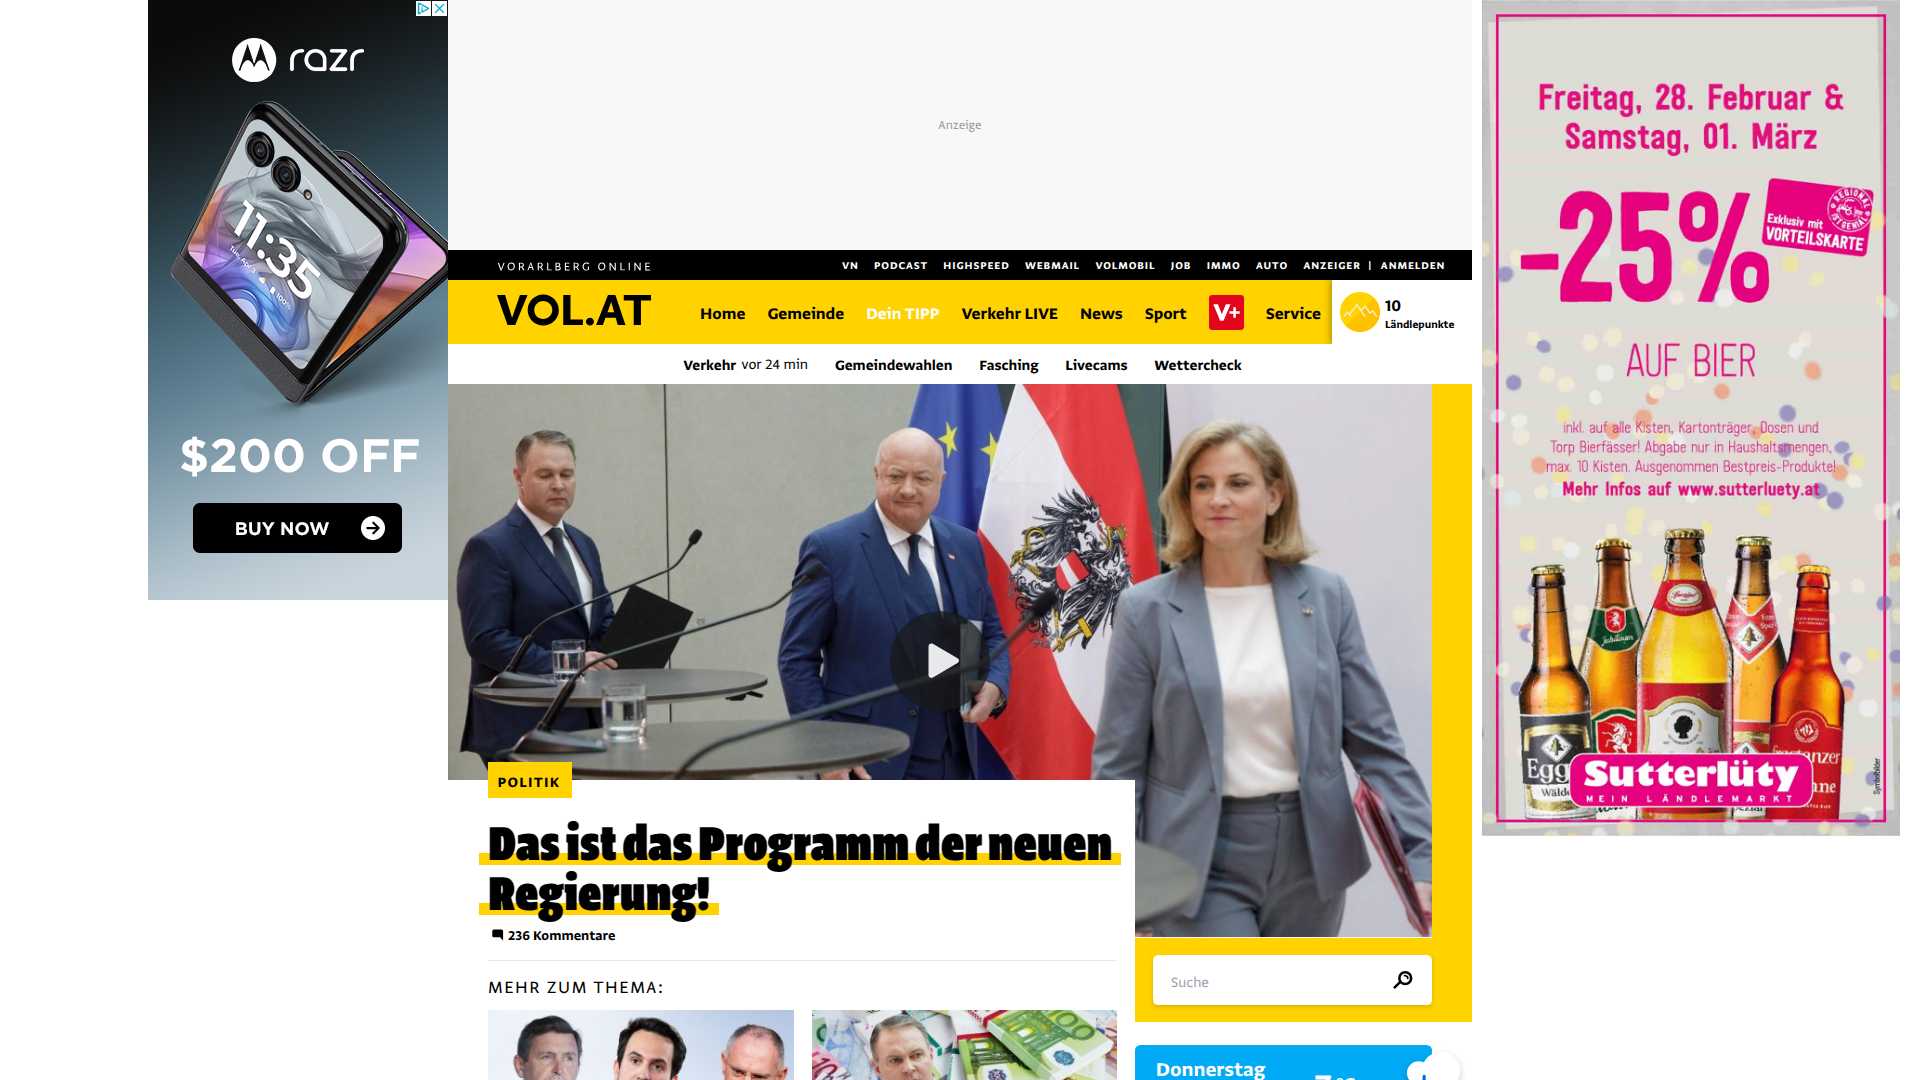 razr
11:35
$200 OFF
BUY NOW
Anzeige
VORARLBERG ONLINE
VN PODCAST HIGHSPEED WEBMAIL VOLMOBIL JOB IMMO AUTO ANZEIGER | ANMELDEN
VOL.AT
Home Gemeinde Dein TIPP Verkehr LIVE News Sport V+ Service
10
Ländlepunkte
Verkehr vor 24 min Gemeindewahlen Fasching Livecams Wettercheck
POLITIK
Das ist das Programm der neuen
Regierung!
236 Kommentare
MEHR ZUM THEMA:
Suche
Donnerstag
Freitag, 28. Februar &
Samstag, 01. März
-25%
REGIONAL
IST GENIAL
Exklusiv mit
VORTEILSKARTE
AUF BIER
inkl. auf alle Kisten, Kartonträger, Dosen und
Torp Bierfässer! Abgabe nur in Haushaltsmengen,
max. 10 Kisten. Ausgenommen Bestpreis-Produkte!
Mehr Infos auf www.sutterluety.at
Sutterlüty
MEIN LÄNDLEMARKT
Symbolbilder